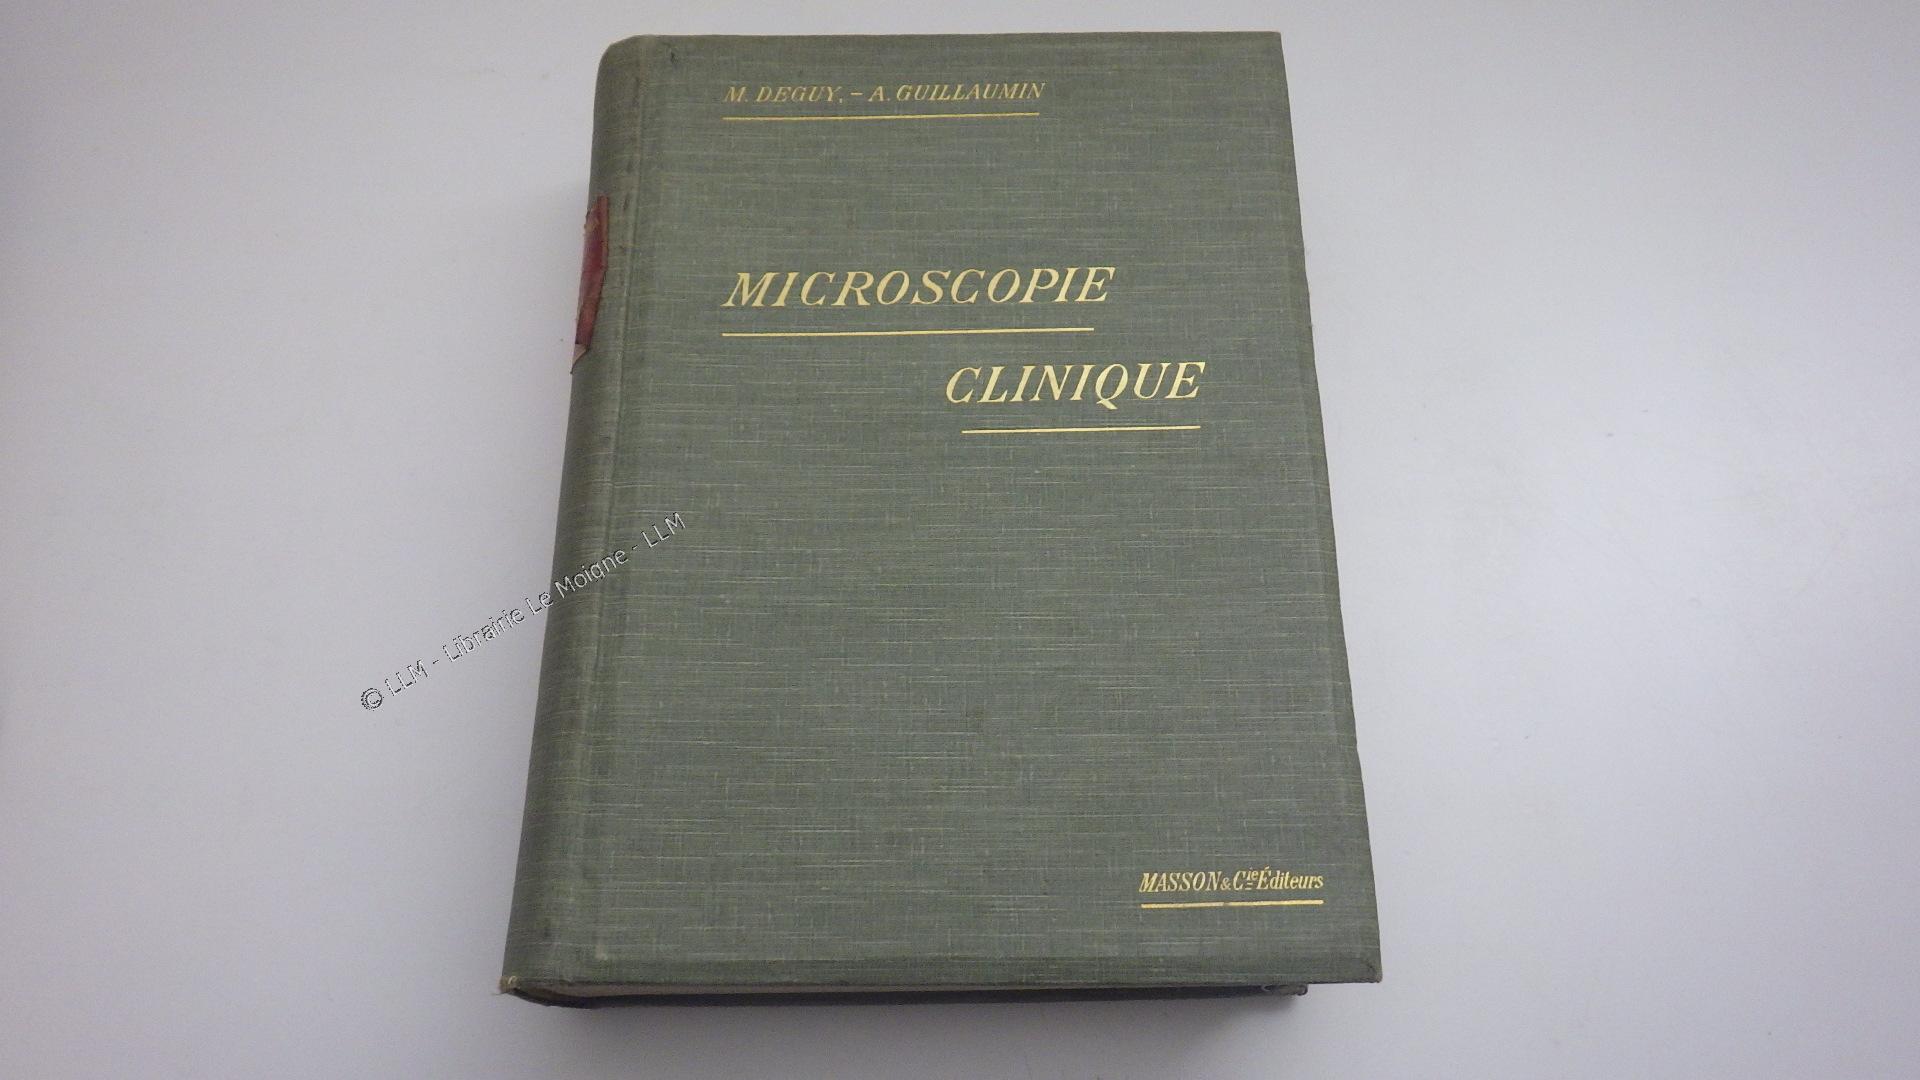 M. DEGUY, - A. GUILLAUMIN
MICROSCOPIE
CLINIQUE
© LLM - Librairie Le Moigne - LLM
MASSON & Cie Éditeurs